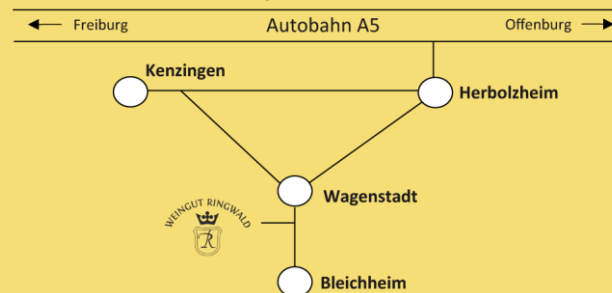 Freiburg
Autobahn A5
Offenburg
Kenzingen
Herbolzheim
Wagenstadt
WEINGUT RINGWALD
R
Bleichheim